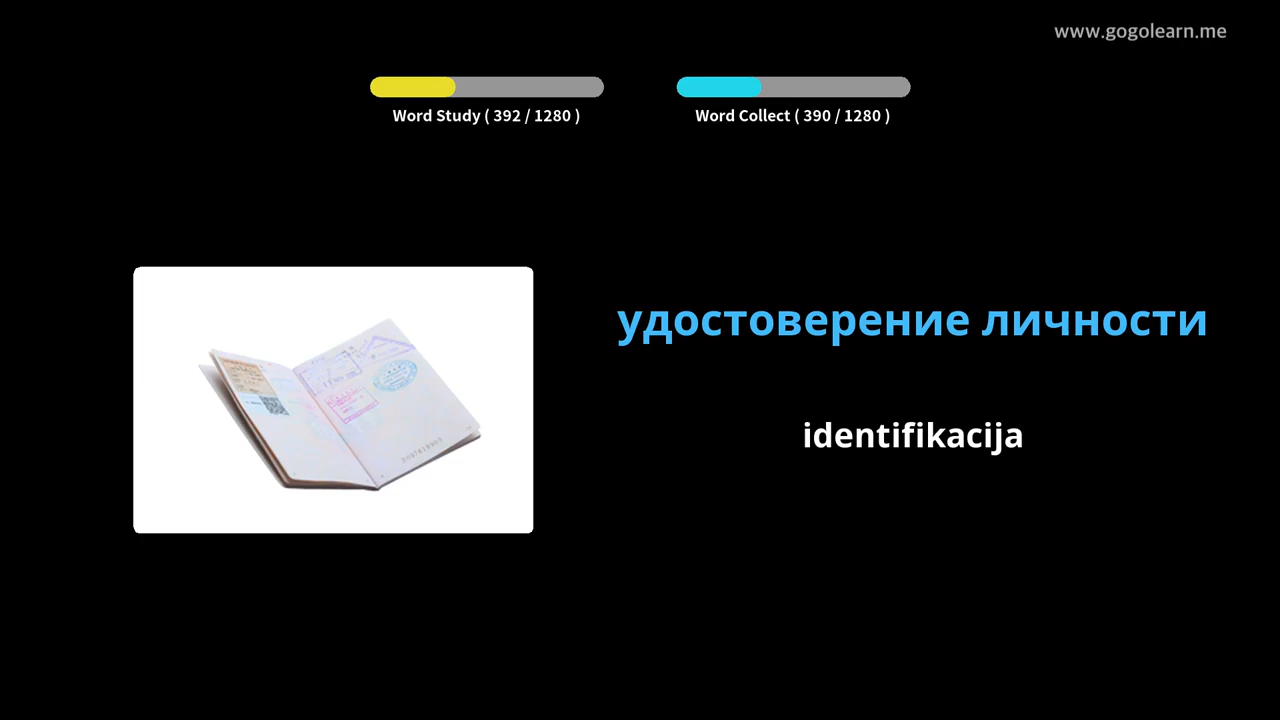 www.gogolearn.me
Word Study ( 392 / 1280 )
Word Collect ( 390 / 1280 )
удостоверение личности
identifikacija